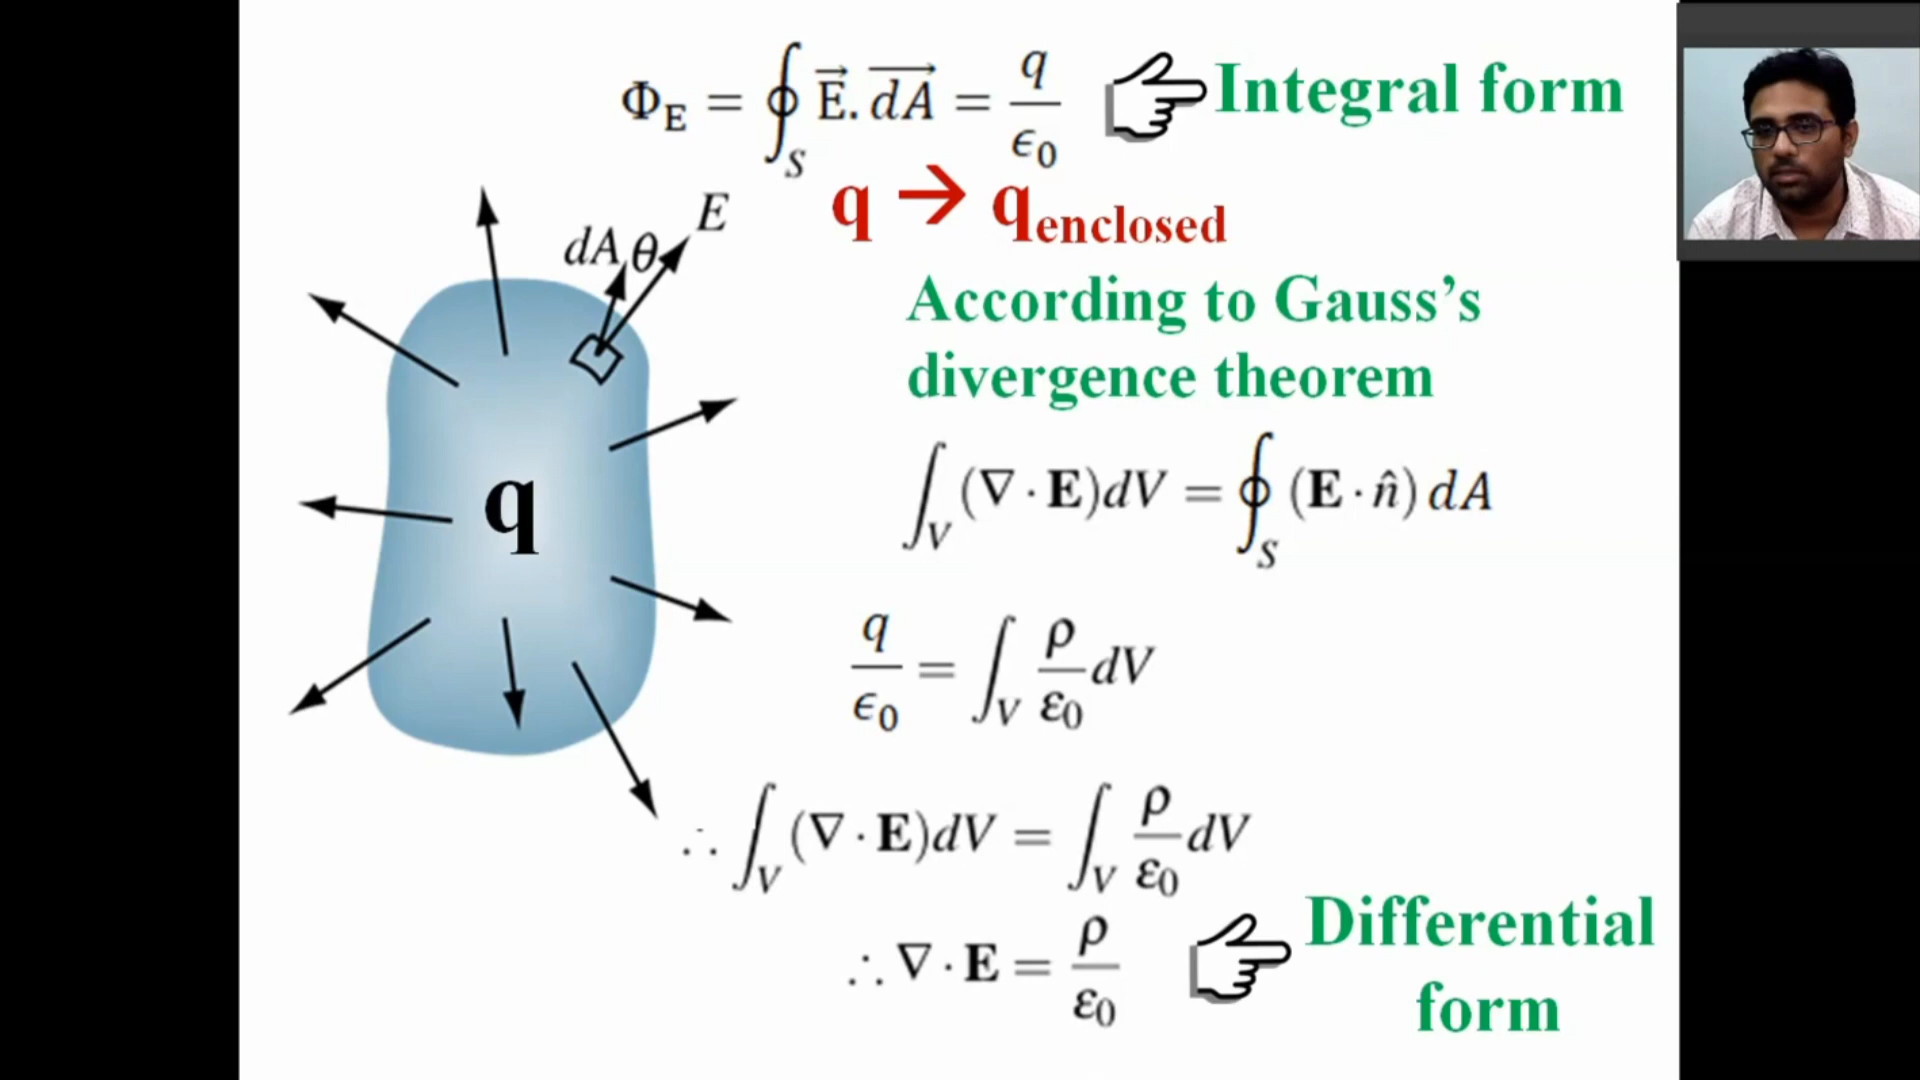 Φ_E = ∮_S E⃗. dA⃗ = q/ϵ₀ Integral form
q → q_enclosed
E
dA, θ
According to Gauss’s
divergence theorem
∫_V (∇ · E)dV = ∮_S (E · n̂) dA
q
q/ϵ₀ = ∫_V ρ/ε₀ dV
∴ ∫_V (∇ · E)dV = ∫_V ρ/ε₀ dV
∴ ∇ · E = ρ/ε₀ Differential
form